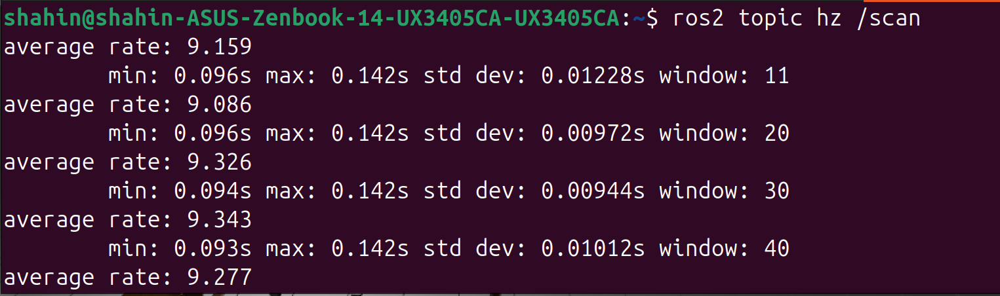 shahin@shahin-ASUS-Zenbook-14-UX3405CA-UX3405CA:~$ ros2 topic hz /scan
average rate: 9.159
        min: 0.096s max: 0.142s std dev: 0.01228s window: 11
average rate: 9.086
        min: 0.096s max: 0.142s std dev: 0.00972s window: 20
average rate: 9.326
        min: 0.094s max: 0.142s std dev: 0.00944s window: 30
average rate: 9.343
        min: 0.093s max: 0.142s std dev: 0.01012s window: 40
average rate: 9.277